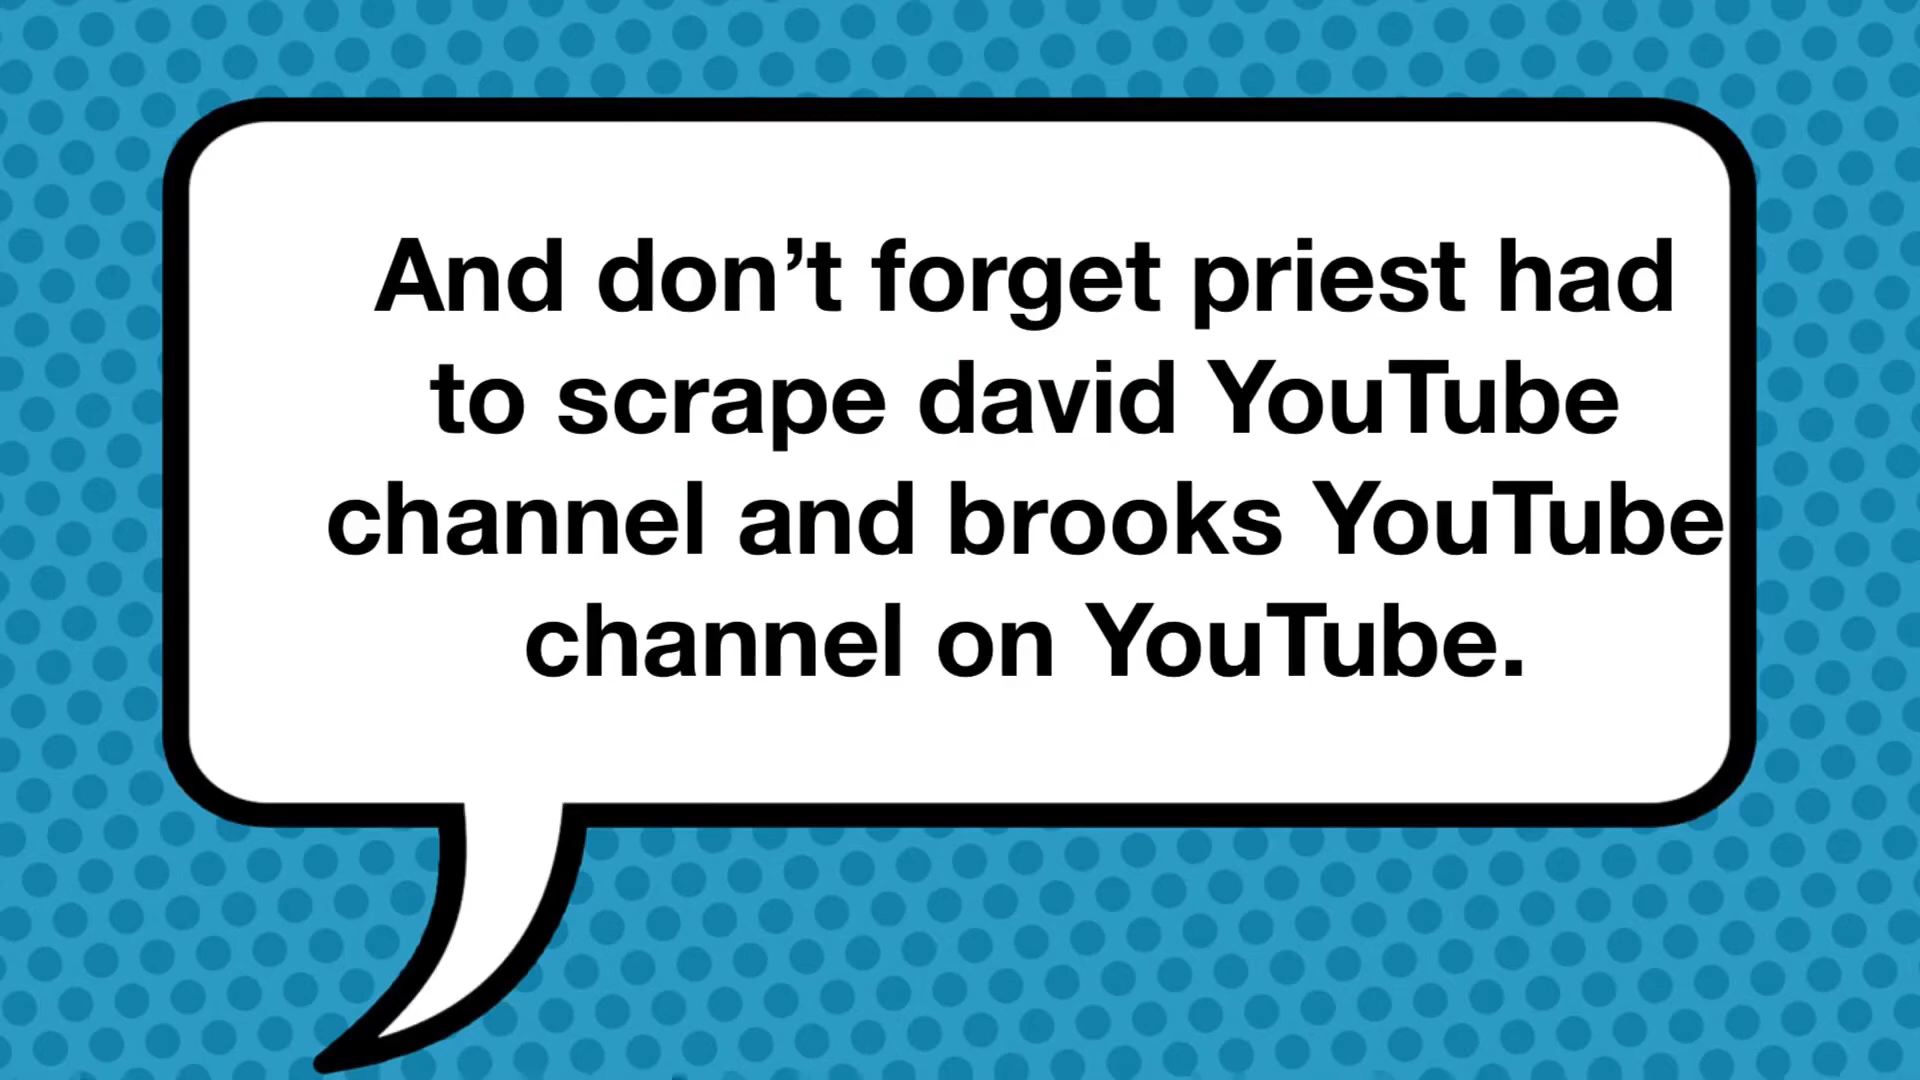 And don’t forget priest had
to scrape david YouTube
channel and brooks YouTube
channel on YouTube.